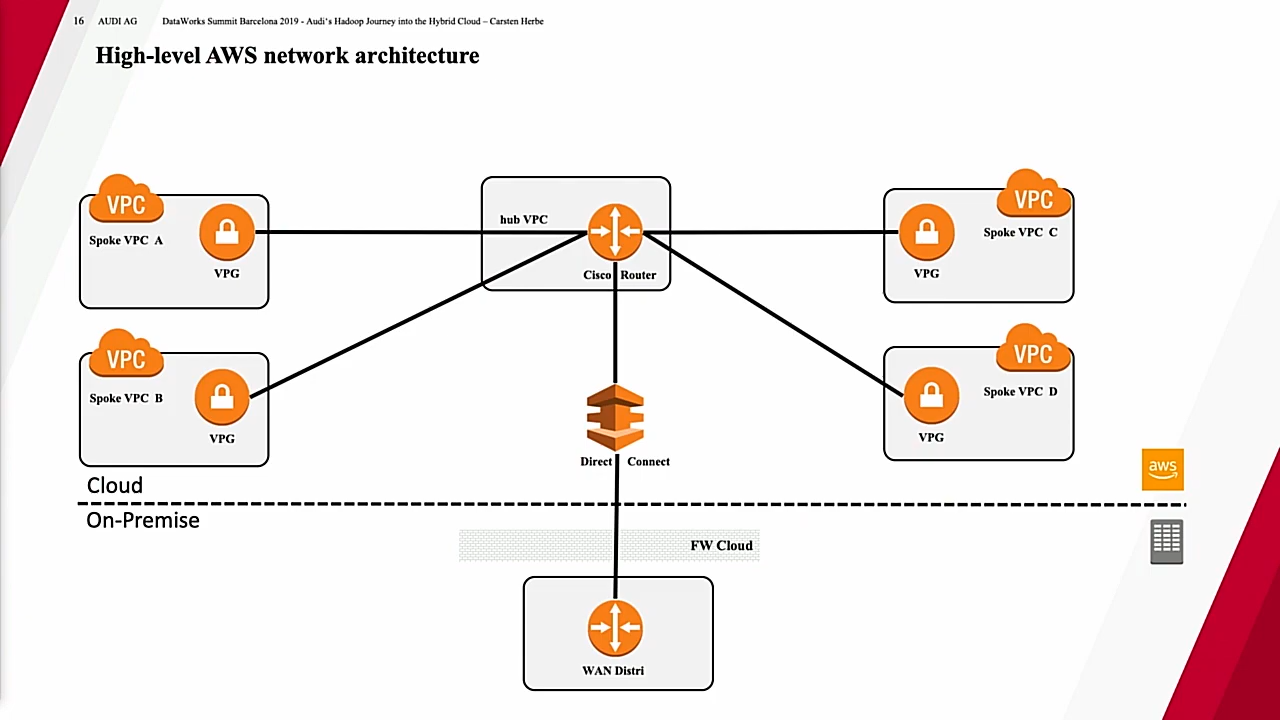 16 AUDI AG DataWorks Summit Barcelona 2019 - Audi's Hadoop Journey into the Hybrid Cloud – Carsten Herbe
High-level AWS network architecture
VPC
Spoke VPC A
VPG
hub VPC
Cisco Router
VPC
Spoke VPC C
VPG
VPC
Spoke VPC B
VPG
VPC
Spoke VPC D
VPG
Direct Connect
aws
Cloud
On-Premise
FW Cloud
WAN Distri